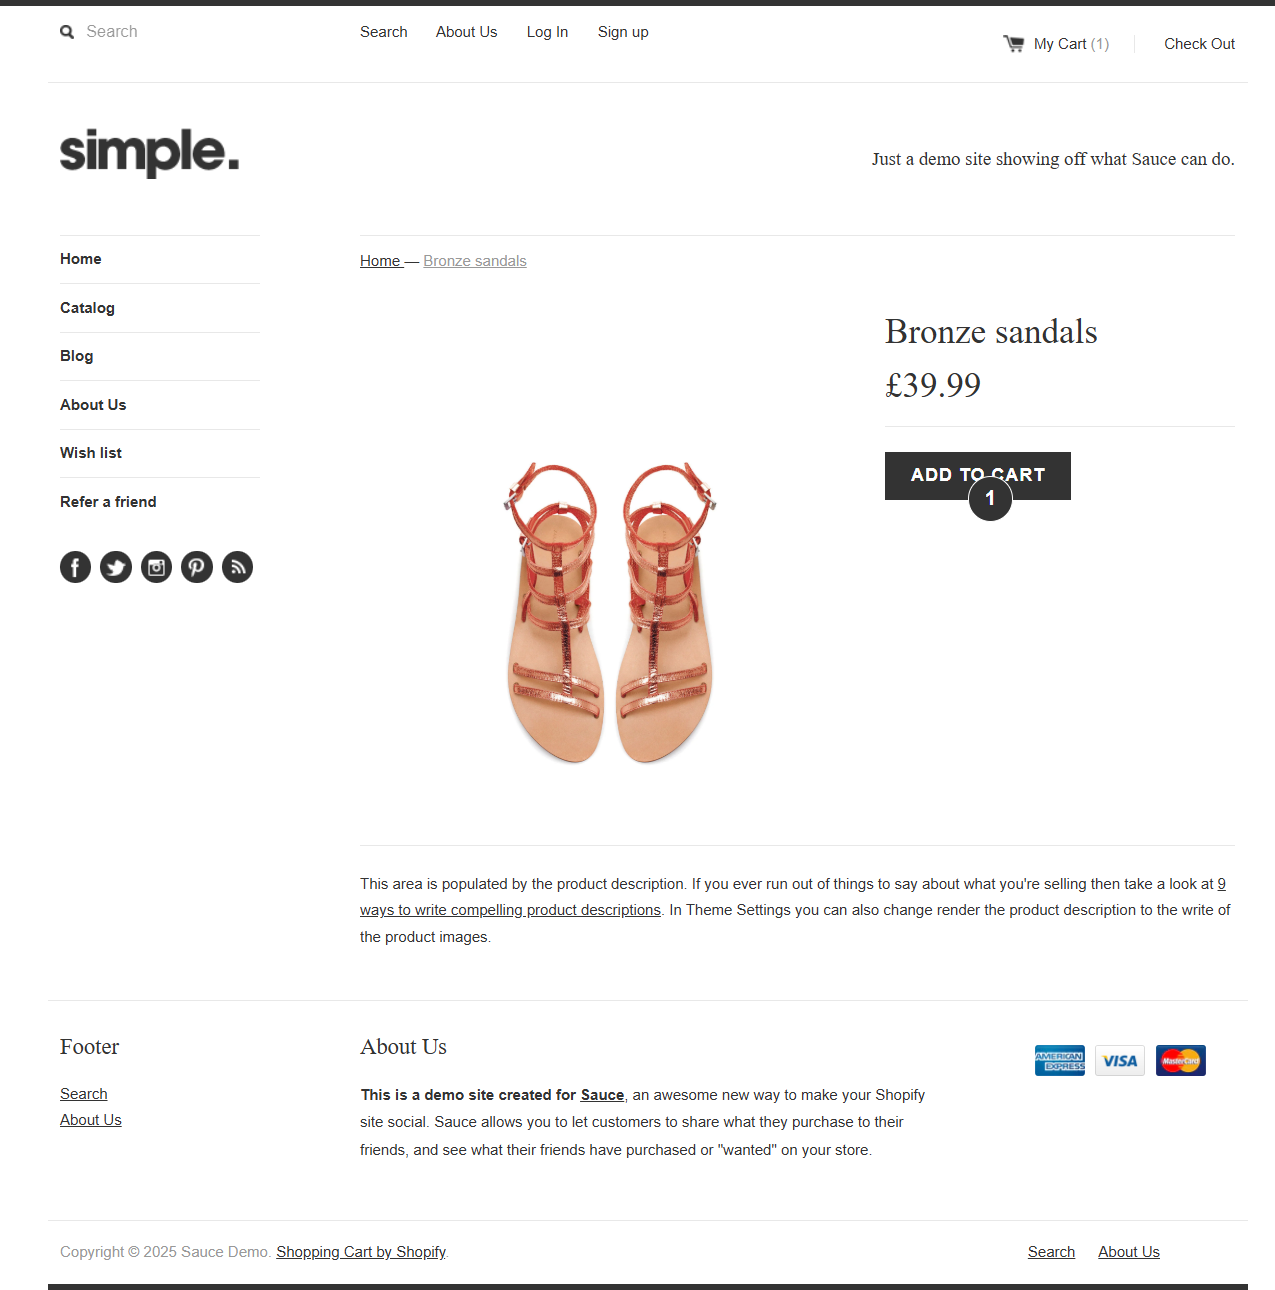 Search
Search About Us Log In Sign up
My Cart (1) Check Out
simple.
Just a demo site showing off what Sauce can do.
Home
Catalog
Blog
About Us
Wish list
Refer a friend
Home — Bronze sandals
Bronze sandals
£39.99
ADD TO CART
1
This area is populated by the product description. If you ever run out of things to say about what you're selling then take a look at 9
ways to write compelling product descriptions. In Theme Settings you can also change render the product description to the write of
the product images.
Footer
Search
About Us
About Us
This is a demo site created for Sauce, an awesome new way to make your Shopify
site social. Sauce allows you to let customers to share what they purchase to their
friends, and see what their friends have purchased or "wanted" on your store.
AMERICAN
EXPRESS
VISA
MasterCard
Copyright © 2025 Sauce Demo. Shopping Cart by Shopify.
Search About Us